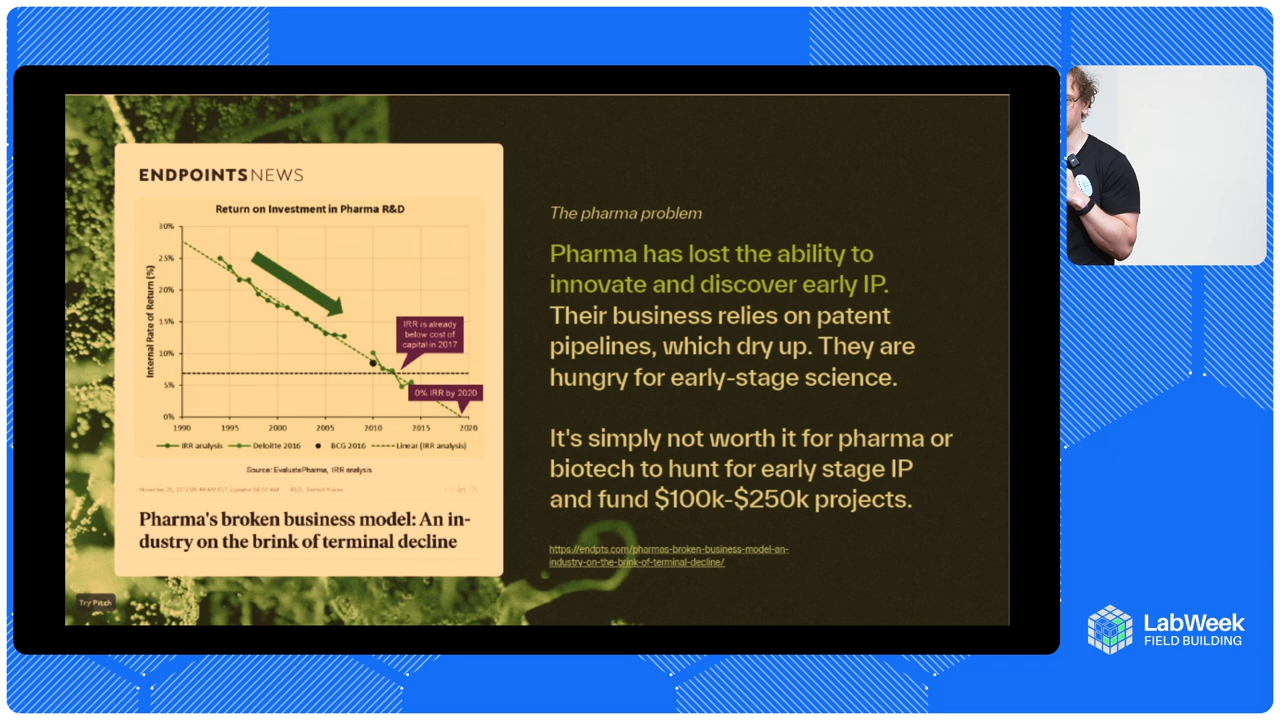 ENDPOINTS NEWS
Return on Investment in Pharma R&D
Internal Rate of Return (%)
30%
25%
20%
15%
10%
5%
0%
IRR is already
below cost of
capital in 2017
0% IRR by 2020
1990 1995 2000 2005 2010 2015 2020
IRR analysis Deloitte 2016 BCG 2016 Linear (IRR analysis)
Source: EvaluatePharma, IRR analysis
Pharma's broken business model: An in-
dustry on the brink of terminal decline
Try Pitch
The pharma problem
Pharma has lost the ability to
innovate and discover early IP.
Their business relies on patent
pipelines, which dry up. They are
hungry for early-stage science.
It's simply not worth it for pharma or
biotech to hunt for early stage IP
and fund $100k-$250k projects.
https://endpts.com/pharmas-broken-business-model-an-
industry-on-the-brink-of-terminal-decline/
LabWeek
FIELD BUILDING